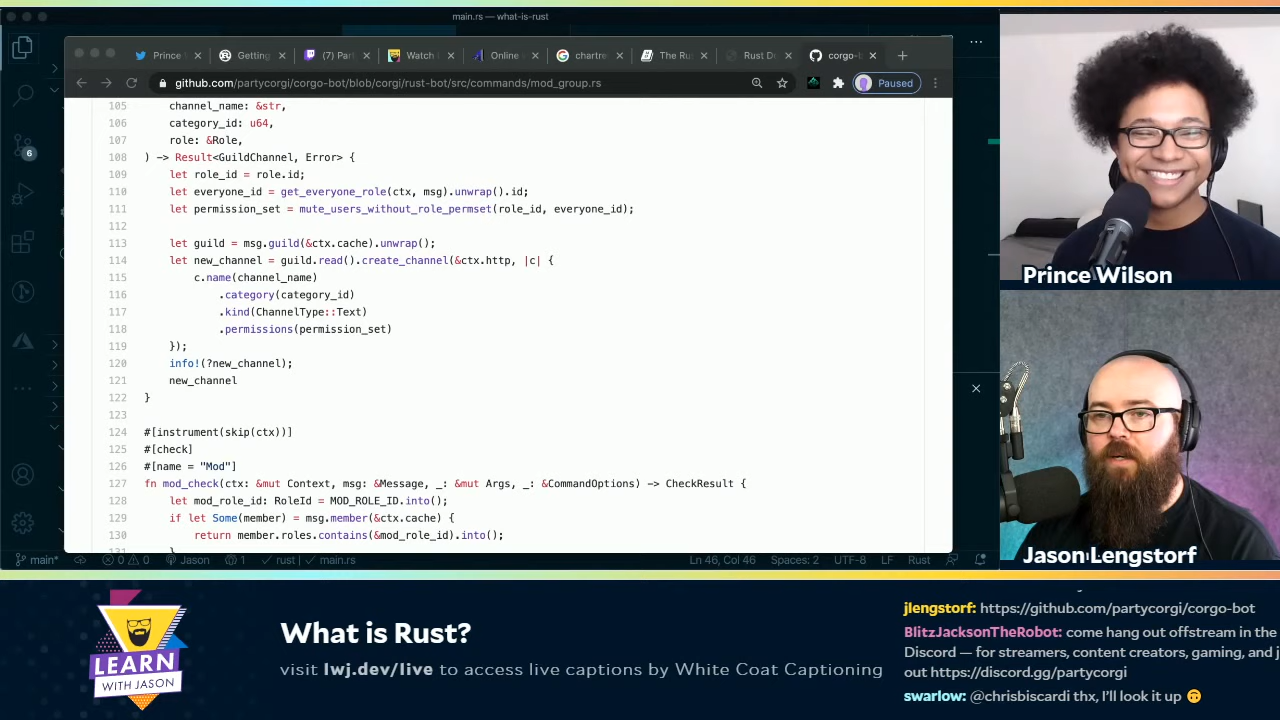 main.rs — what-is-rust
Prince
Getting
(7) Par
Watch
Online
chartre
The Ru
Rust D
corgo-b
github.com/partycorgi/corgo-bot/blob/corgi/rust-bot/src/commands/mod_group.rs
Paused
105 channel_name: &str,
106 category_id: u64,
107 role: &Role,
108 ) -> Result<GuildChannel, Error> {
109 let role_id = role.id;
110 let everyone_id = get_everyone_role(ctx, msg).unwrap().id;
111 let permission_set = mute_users_without_role_permset(role_id, everyone_id);
112
113 let guild = msg.guild(&ctx.cache).unwrap();
114 let new_channel = guild.read().create_channel(&ctx.http, |c| {
115 c.name(channel_name)
116 .category(category_id)
117 .kind(ChannelType::Text)
118 .permissions(permission_set)
119 });
120 info!(?new_channel);
121 new_channel
122 }
123
124 #[instrument(skip(ctx))]
125 #[check]
126 #[name = "Mod"]
127 fn mod_check(ctx: &mut Context, msg: &Message, _: &mut Args, _: &CommandOptions) -> CheckResult {
128 let mod_role_id: RoleId = MOD_ROLE_ID.into();
129 if let Some(member) = msg.member(&ctx.cache) {
130 return member.roles.contains(&mod_role_id).into();
6
main*
0 0
Jason
1
rust
main.rs
Ln 46, Col 46
Spaces: 2
UTF-8
LF
Rust
Prince Wilson
Jason Lengstorf
LEARN
WITH JASON
What is Rust?
visit lwj.dev/live to access live captions by White Coat Captioning
jlengstorf: https://github.com/partycorgi/corgo-bot
BlitzJacksonTheRobot: come hang out offstream in the
Discord — for streamers, content creators, gaming, and j
out https://discord.gg/partycorgi
swarlow: @chrisbiscardi thx, I'll look it up 🙃